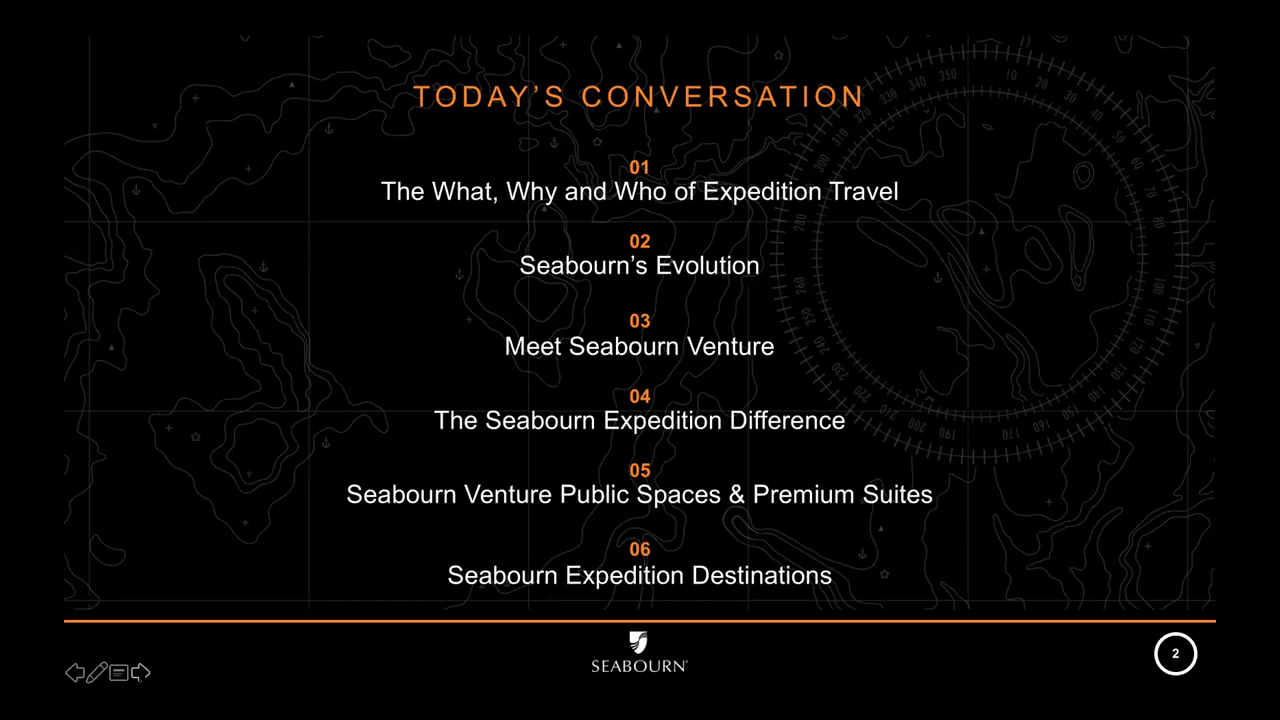 TODAY'S CONVERSATION
01
The What, Why and Who of Expedition Travel
02
Seabourn's Evolution
03
Meet Seabourn Venture
04
The Seabourn Expedition Difference
05
Seabourn Venture Public Spaces & Premium Suites
06
Seabourn Expedition Destinations
SEABOURN®
2